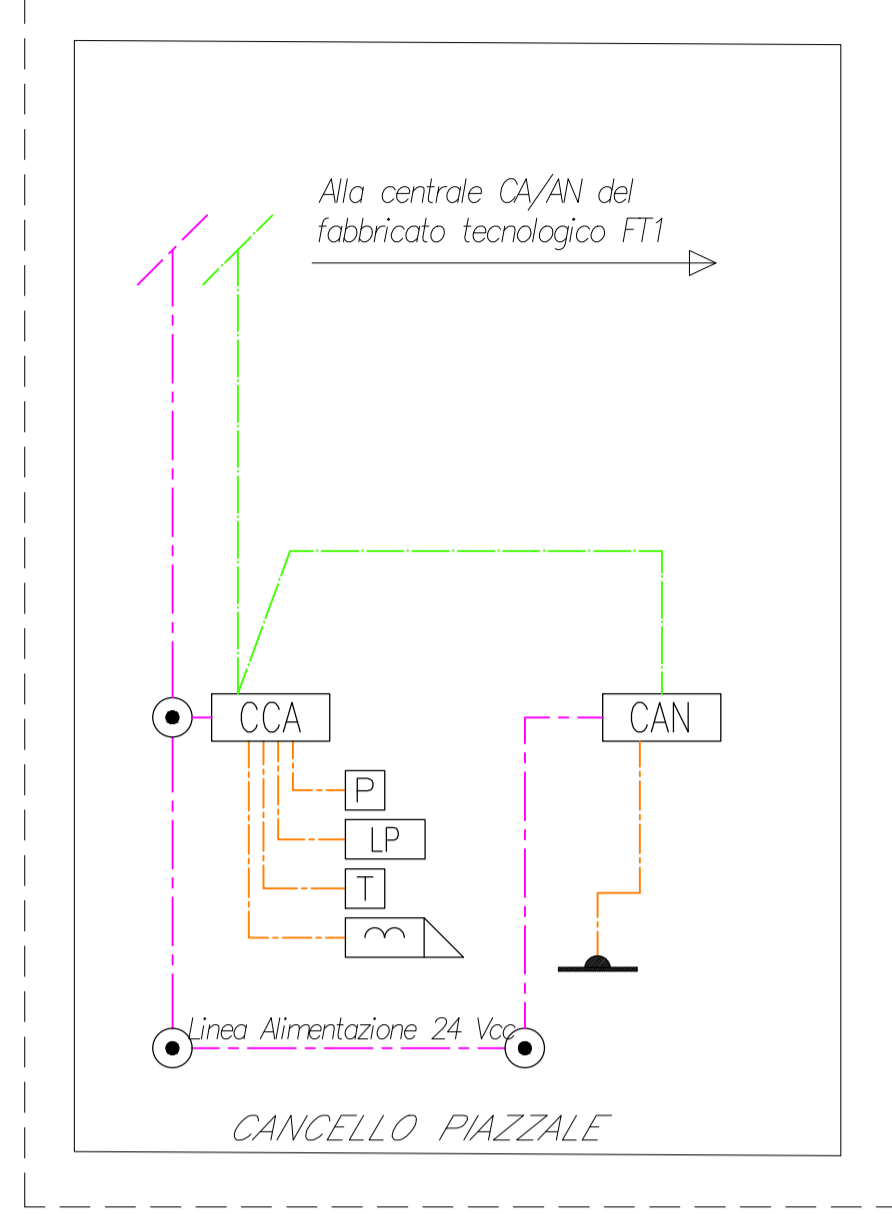 Alla centrale CA/AN del
fabbricato tecnologico FT1
CCA
CAN
P
LP
T
Linea Alimentazione 24 Vcc
CANCELLO PIAZZALE